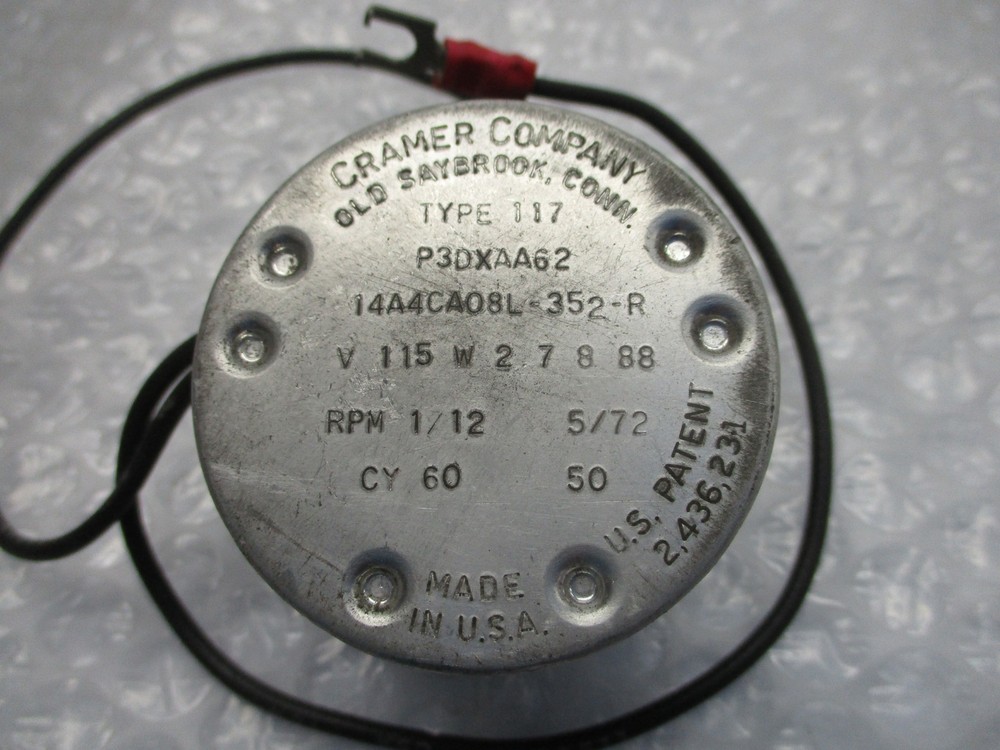 CRAMER COMPANY
OLD SAYBROOK, CONN.
TYPE 117
P3DXAA62
14A4CA08L-352-R
V 115 W 2 7 8 88
RPM 1/12 5/72
CY 60 50
U.S. PATENT
2,436,231
MADE
IN U.S.A.